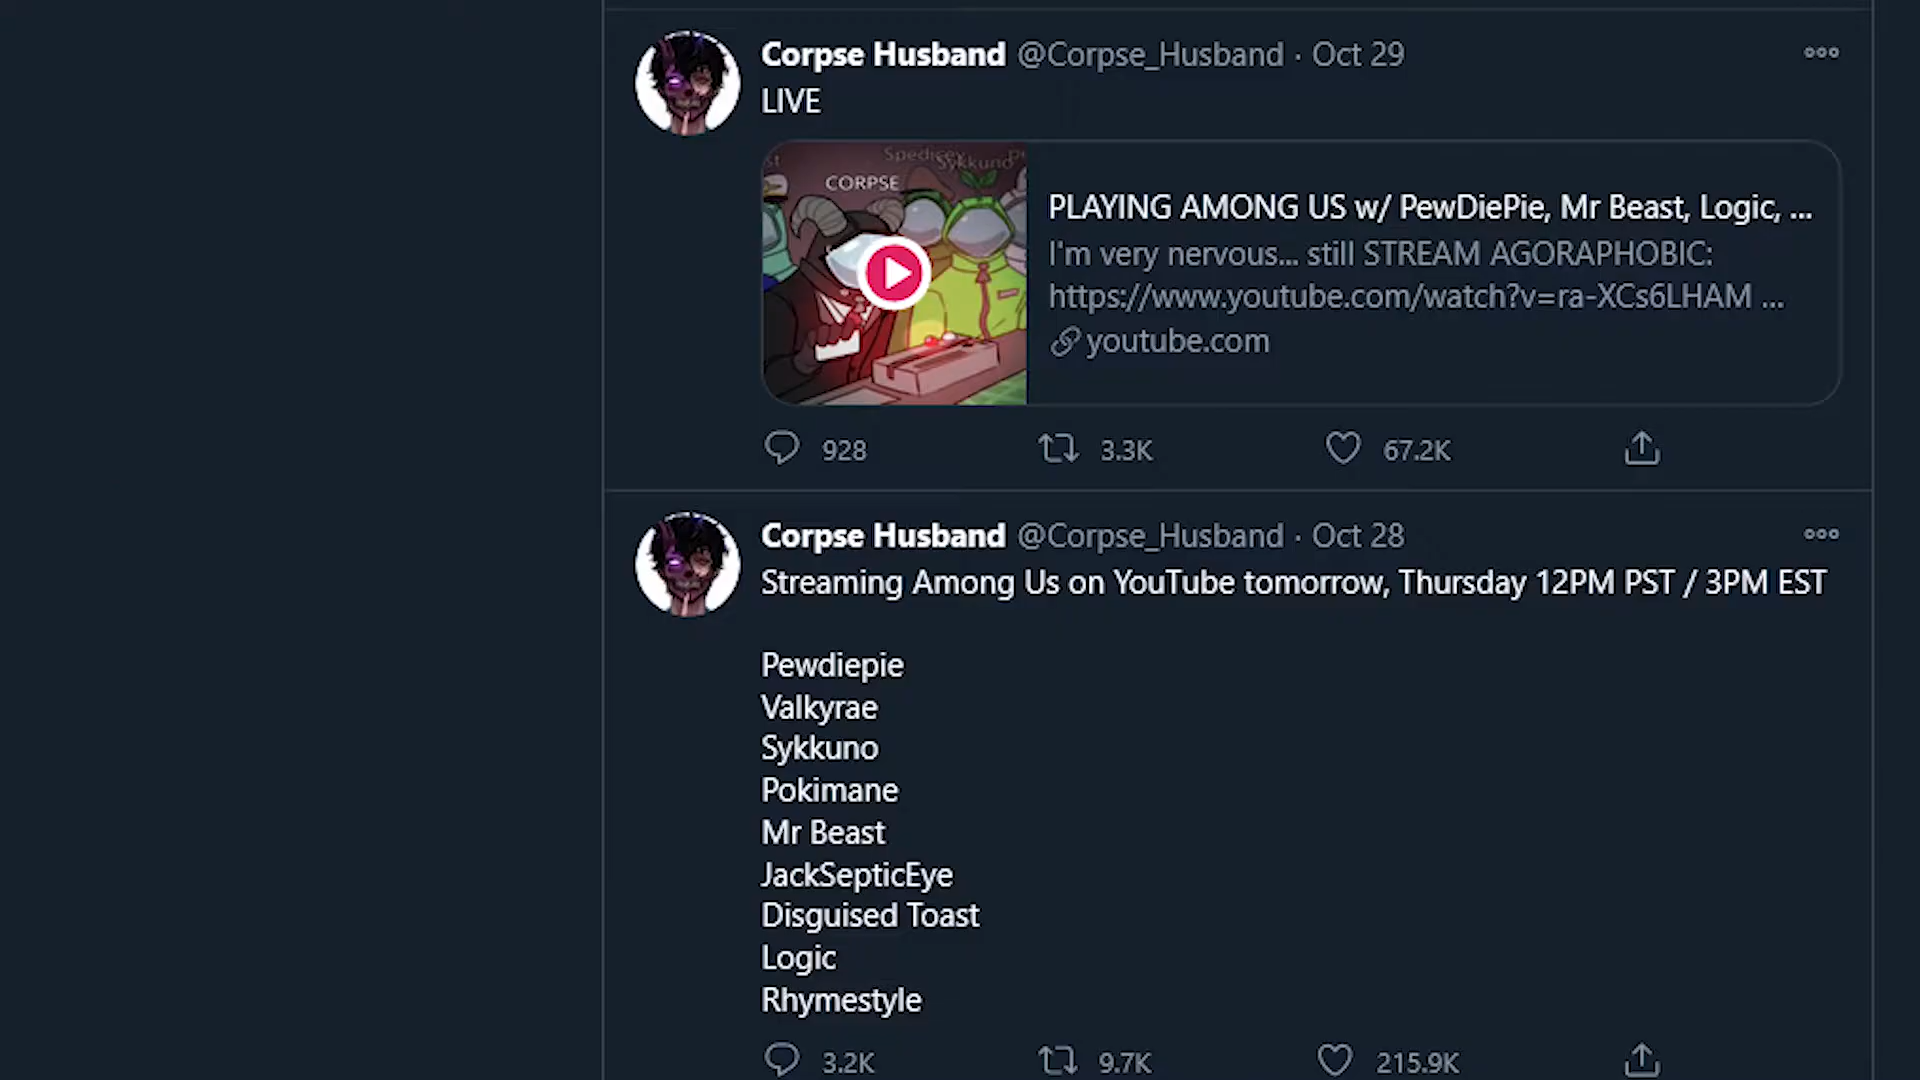 Corpse Husband @Corpse_Husband · Oct 29
LIVE
Spedicey
Sykkuno
CORPSE
PLAYING AMONG US w/ PewDiePie, Mr Beast, Logic, ...
I'm very nervous... still STREAM AGORAPHOBIC:
https://www.youtube.com/watch?v=ra-XCs6LHAM ...
youtube.com
928 3.3K 67.2K
Corpse Husband @Corpse_Husband · Oct 28
Streaming Among Us on YouTube tomorrow, Thursday 12PM PST / 3PM EST
Pewdiepie
Valkyrae
Sykkuno
Pokimane
Mr Beast
JackSepticEye
Disguised Toast
Logic
Rhymestyle
3.2K 9.7K 215.9K